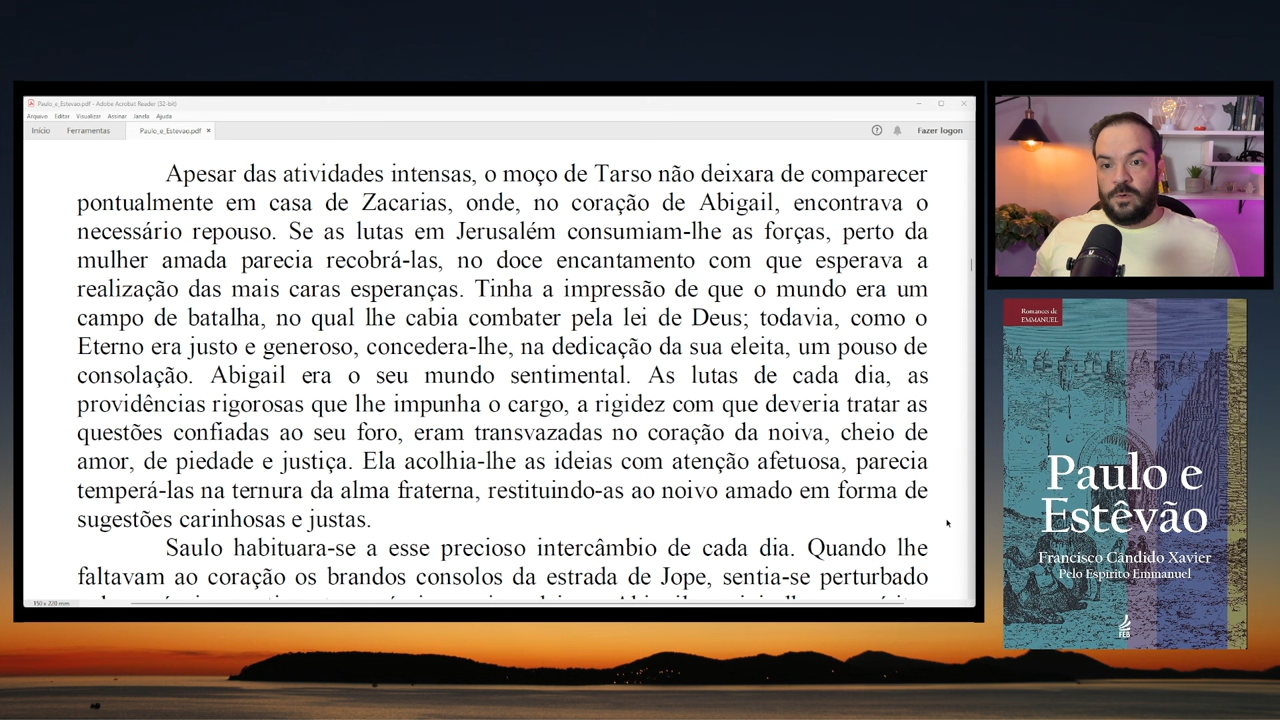 Paulo_e_Estevao.pdf - Adobe Acrobat Reader (32-bit)
Arquivo Editar Visualizar Assinar Janela Ajuda
Início Ferramentas Paulo_e_Estevao.pdf × Fazer logon
Apesar das atividades intensas, o moço de Tarso não deixara de comparecer
pontualmente em casa de Zacarias, onde, no coração de Abigail, encontrava o
necessário repouso. Se as lutas em Jerusalém consumiam-lhe as forças, perto da
mulher amada parecia recobrá-las, no doce encantamento com que esperava a
realização das mais caras esperanças. Tinha a impressão de que o mundo era um
campo de batalha, no qual lhe cabia combater pela lei de Deus; todavia, como o
Eterno era justo e generoso, concedera-lhe, na dedicação da sua eleita, um pouso de
consolação. Abigail era o seu mundo sentimental. As lutas de cada dia, as
providências rigorosas que lhe impunha o cargo, a rigidez com que deveria tratar as
questões confiadas ao seu foro, eram transvazadas no coração da noiva, cheio de
amor, de piedade e justiça. Ela acolhia-lhe as ideias com atenção afetuosa, parecia
temperá-las na ternura da alma fraterna, restituindo-as ao noivo amado em forma de
sugestões carinhosas e justas.
Saulo habituara-se a esse precioso intercâmbio de cada dia. Quando lhe
faltavam ao coração os brandos consolos da estrada de Jope, sentia-se perturbado
150 x 220 mm
Romances de
EMMANUEL
Paulo e
Estêvão
Francisco Cândido Xavier
Pelo Espírito Emmanuel
FEB